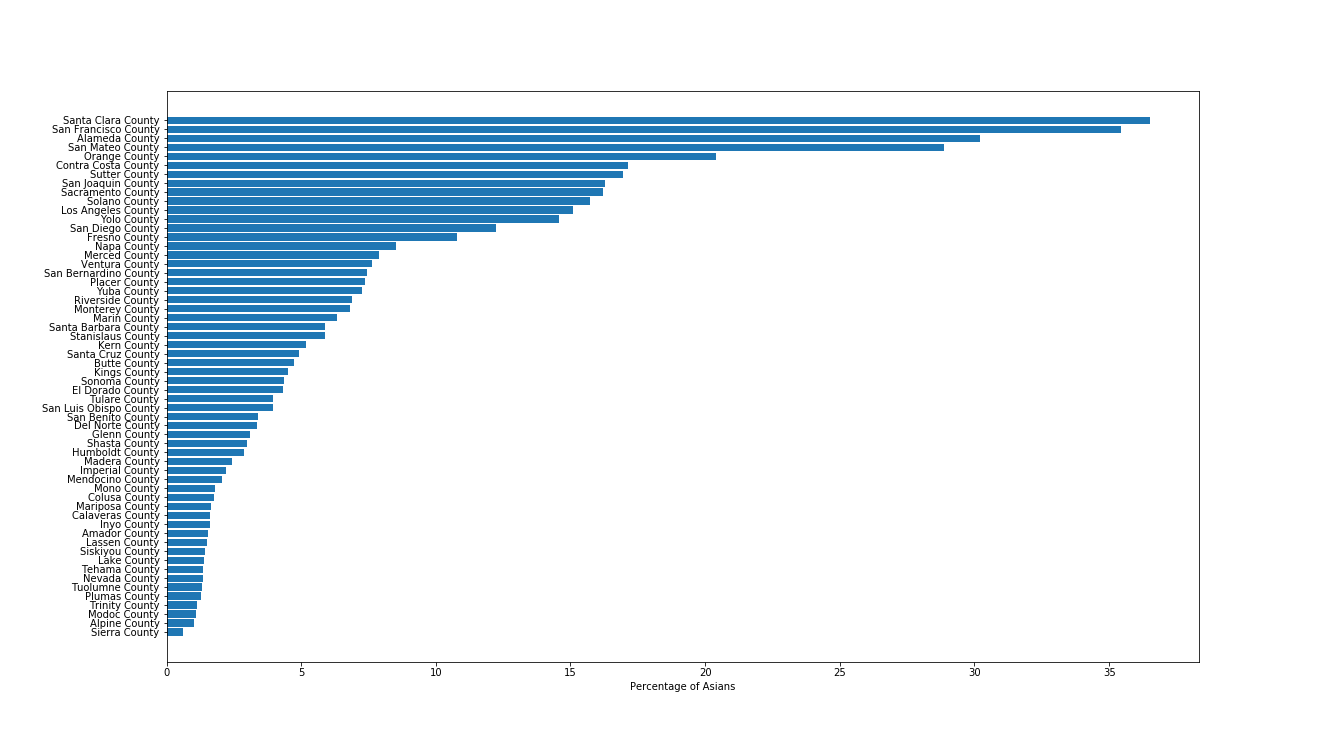 Santa Clara County
San Francisco County
Alameda County
San Mateo County
Orange County
Contra Costa County
Sutter County
San Joaquin County
Sacramento County
Solano County
Los Angeles County
Yolo County
San Diego County
Fresno County
Napa County
Merced County
Ventura County
San Bernardino County
Placer County
Yuba County
Riverside County
Monterey County
Marin County
Santa Barbara County
Stanislaus County
Kern County
Santa Cruz County
Butte County
Kings County
Sonoma County
El Dorado County
Tulare County
San Luis Obispo County
San Benito County
Del Norte County
Glenn County
Shasta County
Humboldt County
Madera County
Imperial County
Mendocino County
Mono County
Colusa County
Mariposa County
Calaveras County
Inyo County
Amador County
Lassen County
Siskiyou County
Lake County
Tehama County
Nevada County
Tuolumne County
Plumas County
Trinity County
Modoc County
Alpine County
Sierra County
0 5 10 15 20 25 30 35
Percentage of Asians